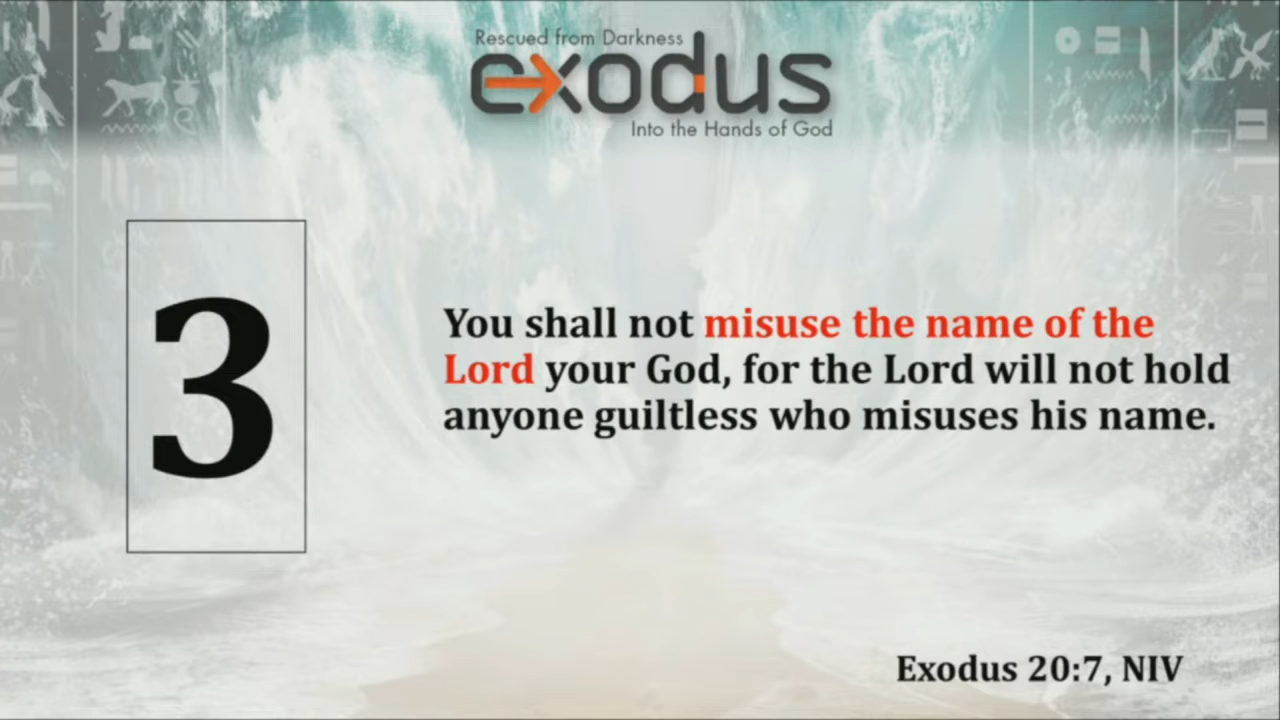 Rescued from Darkness
exodus
Into the Hands of God
3
You shall not misuse the name of the
Lord your God, for the Lord will not hold
anyone guiltless who misuses his name.
Exodus 20:7, NIV